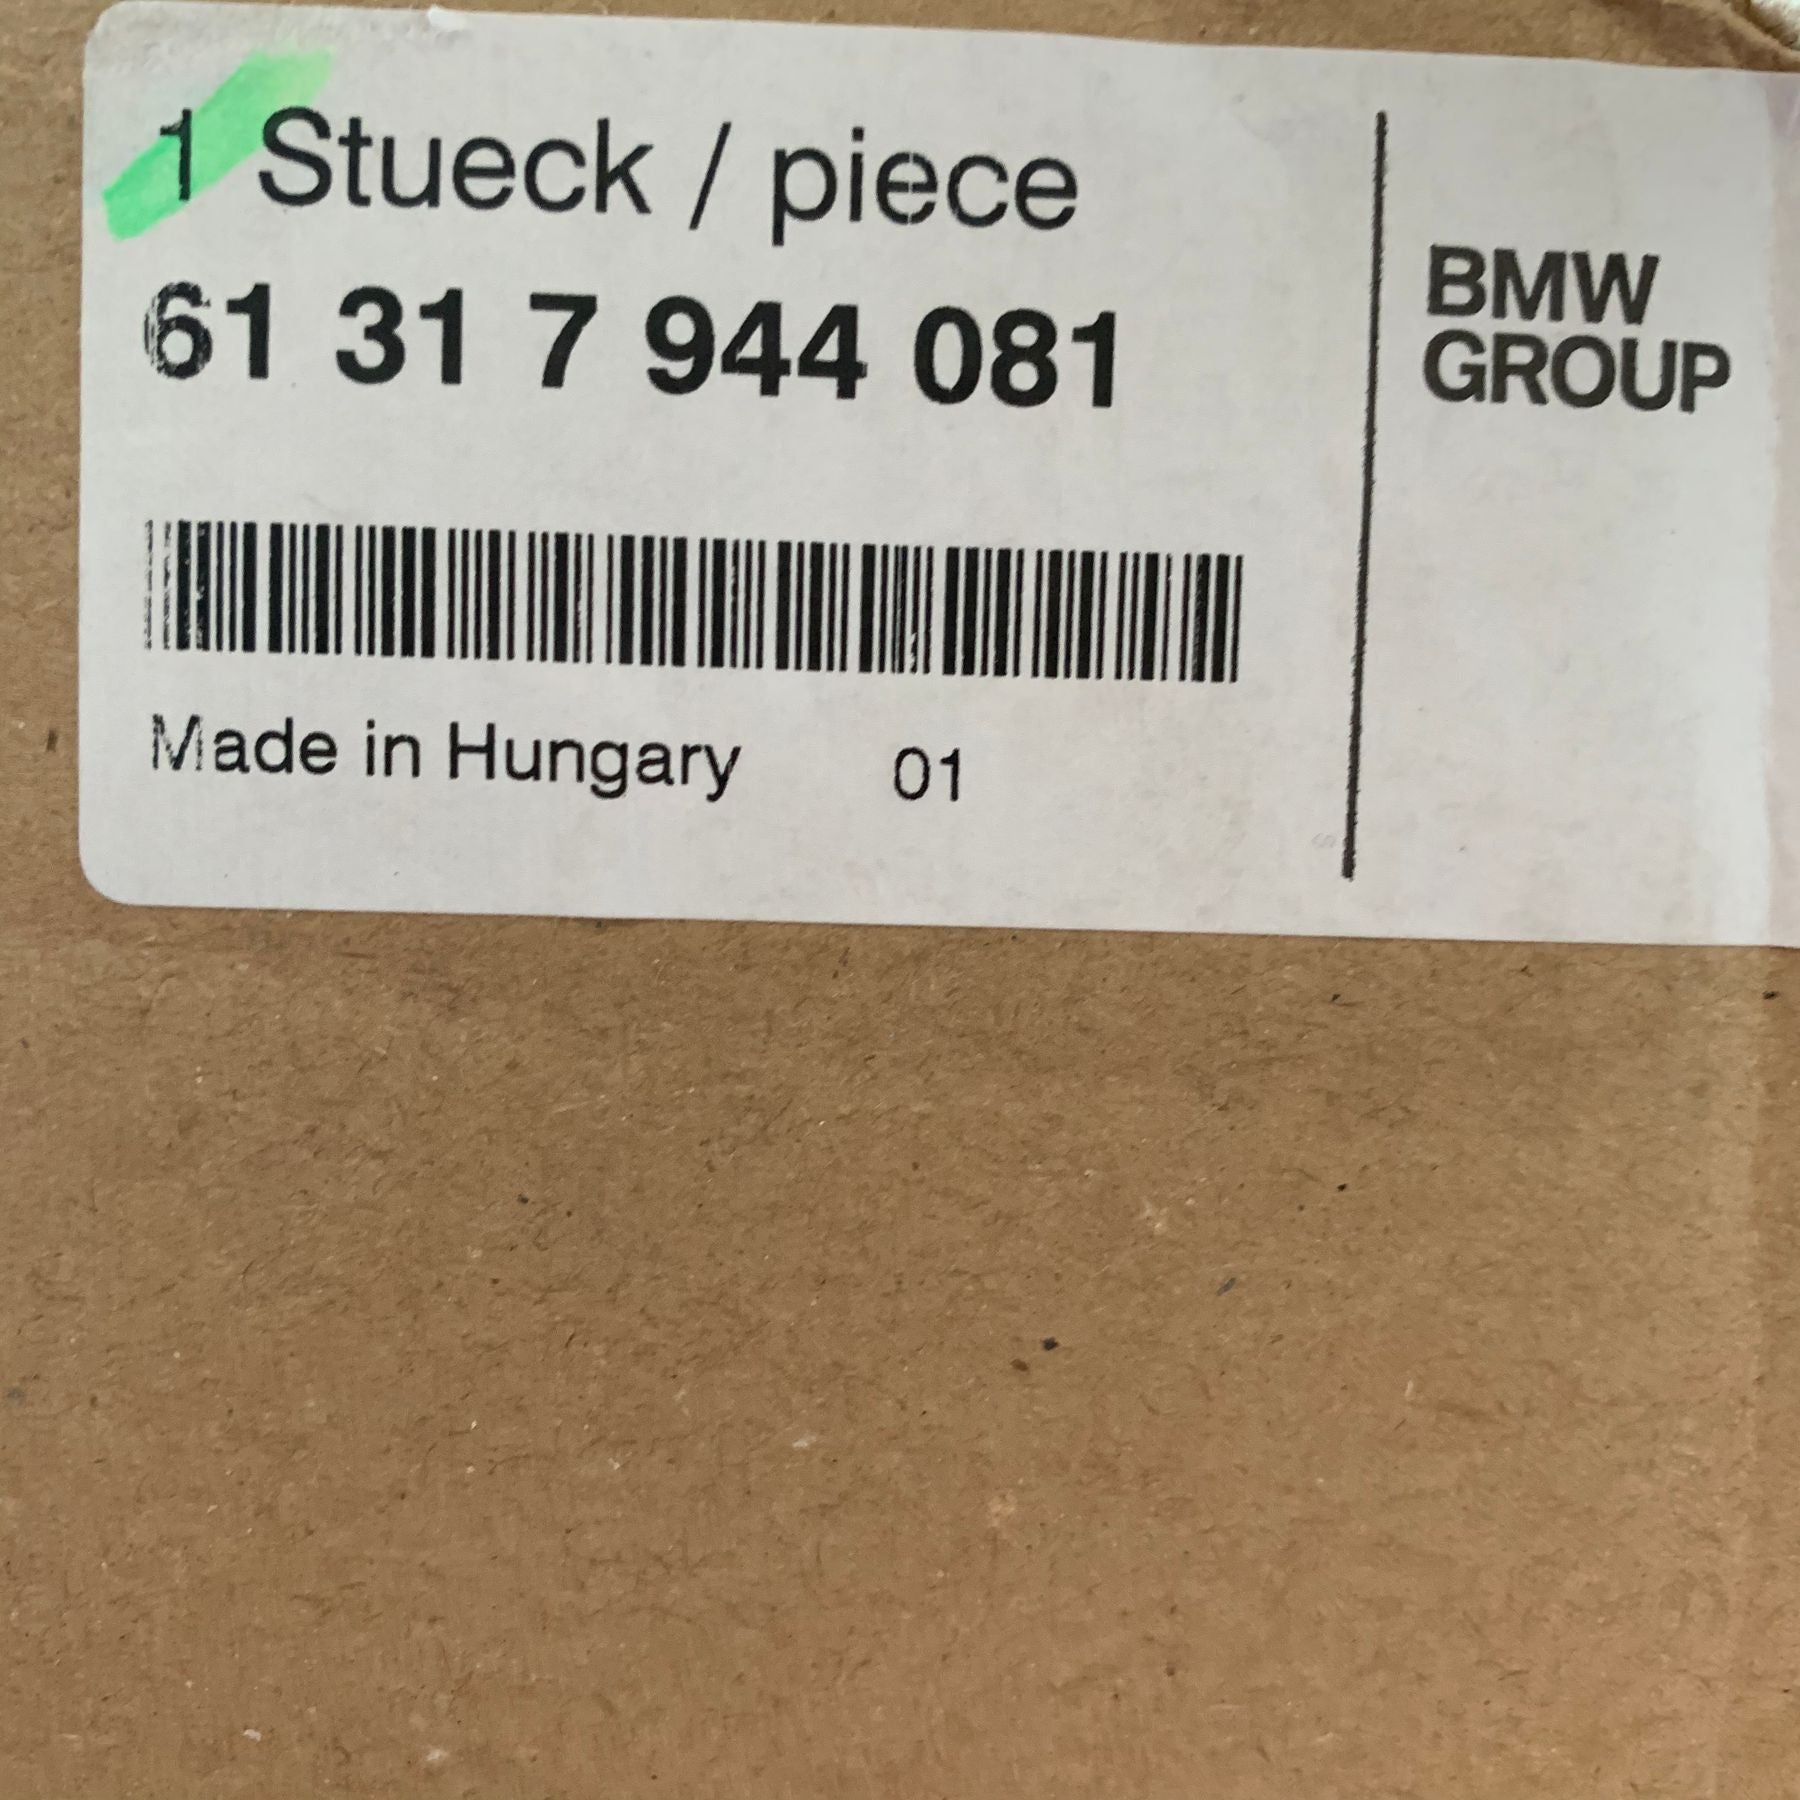 1 Stueck / piece
61 31 7 944 081
Made in Hungary 01
BMW
GROUP